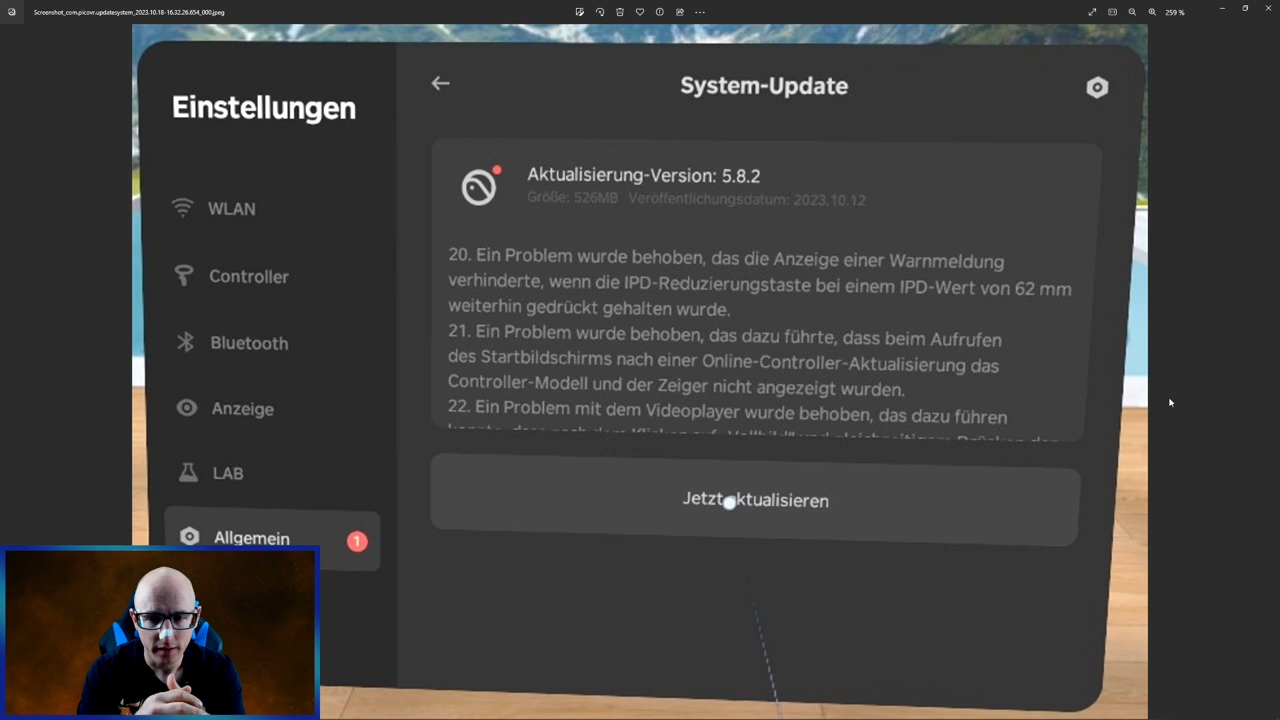 Screenshot_com.picovr.updatesystem_2023.10.18-16.32.26.654_000.jpeg
259 %
Einstellungen
WLAN
Controller
Bluetooth
Anzeige
LAB
Allgemein
1
System-Update
Aktualisierung-Version: 5.8.2
Größe: 526MB Veröffentlichungsdatum: 2023.10.12
20. Ein Problem wurde behoben, das die Anzeige einer Warnmeldung
verhinderte, wenn die IPD-Reduzierungstaste bei einem IPD-Wert von 62 mm
weiterhin gedrückt gehalten wurde.
21. Ein Problem wurde behoben, das dazu führte, dass beim Aufrufen
des Startbildschirms nach einer Online-Controller-Aktualisierung das
Controller-Modell und der Zeiger nicht angezeigt wurden.
22. Ein Problem mit dem Videoplayer wurde behoben, das dazu führen
Jetzt aktualisieren